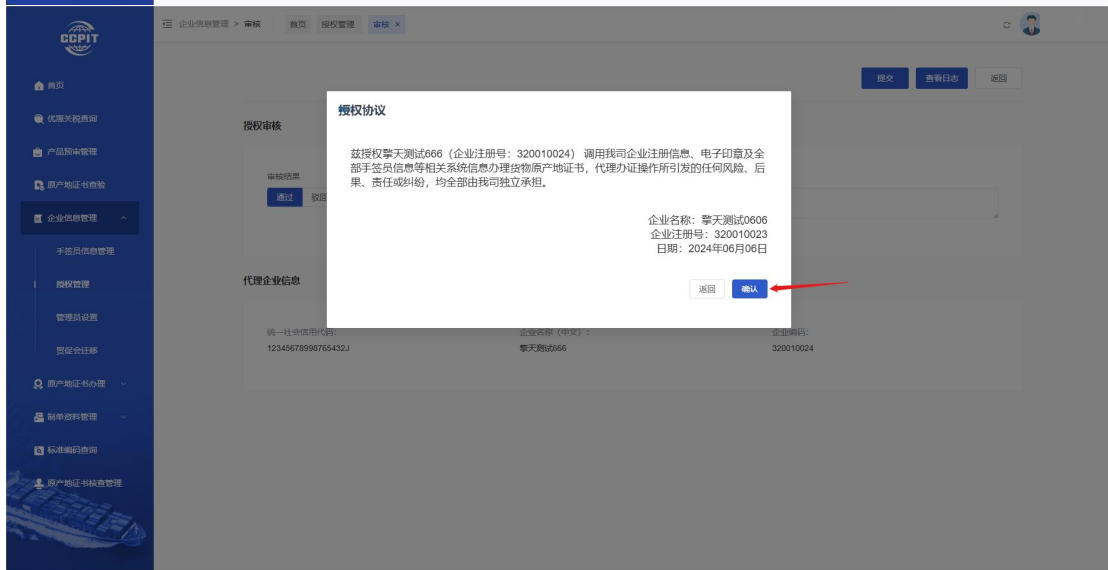 CCPIT
企业信息管理 > 审核
首页
授权管理
审核 ×
首页
优惠关税查询
产品预审管理
原产地证书查验
企业信息管理
手签员信息管理
授权管理
管理员设置
贸促会迁移
原产地证书办理
制单资料管理
标准编码查询
原产地证书核查管理
提交
查看日志
返回
授权审核
审核结果
通过
驳回
授权协议
兹授权擎天测试666（企业注册号：320010024） 调用我司企业注册信息、电子印章及全
部手签员信息等相关系统信息办理货物原产地证书，代理办证操作所引发的任何风险、后
果、责任或纠纷，均全部由我司独立承担。
企业名称：擎天测试0606
企业注册号：320010023
日期：2024年06月06日
返回
确认
代理企业信息
统一社会信用代码：
企业名称（中文）：
企业编码：
12345678998765432J
擎天测试666
320010024